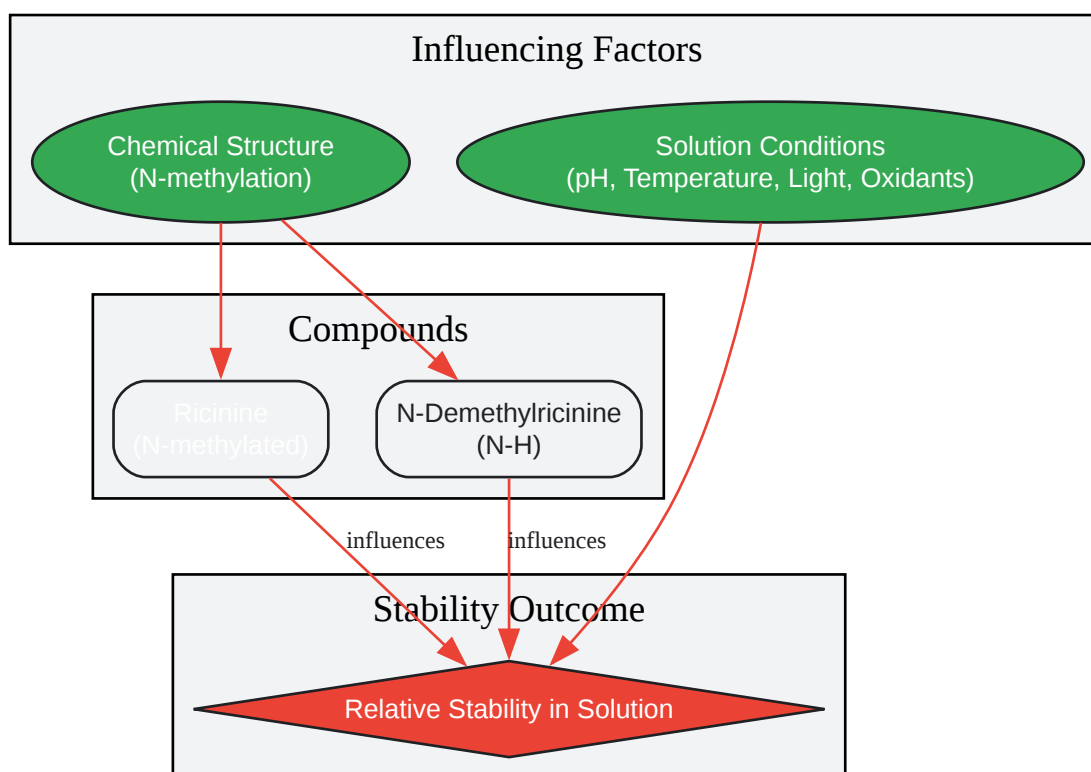 Influencing Factors
Chemical Structure
(N-methylation)
Solution Conditions
(pH, Temperature, Light, Oxidants)
Compounds
Ricinine
(N-methylated)
N-Demethylricinine
(N-H)
influences
influences
Stability Outcome
Relative Stability in Solution